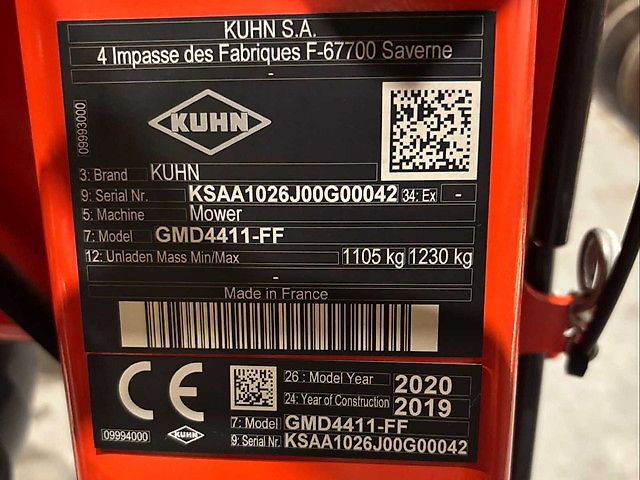 KUHN S.A.
4 Impasse des Fabriques F-67700 Saverne
-
09993000
KUHN
3: Brand KUHN
9: Serial Nr. KSAA1026J00G00042 34: Ex -
5: Machine Mower
7: Model GMD4411-FF
12: Unladen Mass Min/Max 1105 kg 1230 kg
-
Made in France
CE
26 : Model Year 2020
24: Year of Construction 2019
7: Model GMD4411-FF
09994000 KUHN 9: Serial Nr. KSAA1026J00G00042